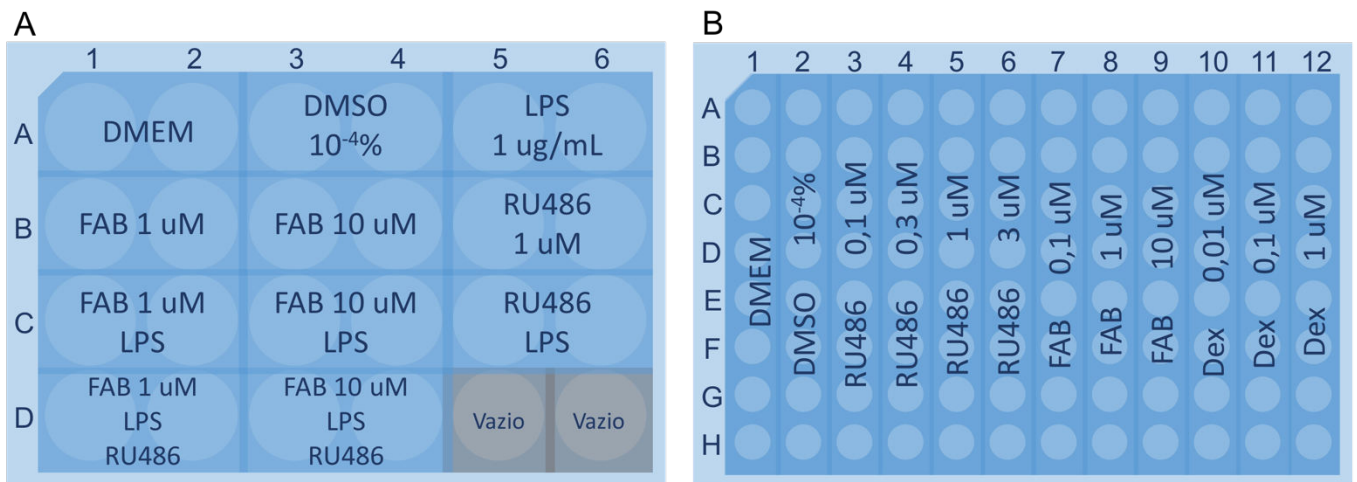 A
1 2 3 4 5 6
A
DMEM
DMSO
10⁻⁴%
LPS
1 ug/mL
B
FAB 1 uM
FAB 10 uM
RU486
1 uM
C
FAB 1 uM
LPS
FAB 10 uM
LPS
RU486
LPS
D
FAB 1 uM
LPS
RU486
FAB 10 uM
LPS
RU486
Vazio
Vazio
B
1 2 3 4 5 6 7 8 9 10 11 12
A
B
C
D
E
F
G
H
DMEM
DMSO 10⁻⁴%
RU486 0,1 uM
RU486 0,3 uM
RU486 1 uM
RU486 3 uM
FAB 0,1 uM
FAB 1 uM
FAB 10 uM
Dex 0,01 uM
Dex 0,1 uM
Dex 1 uM